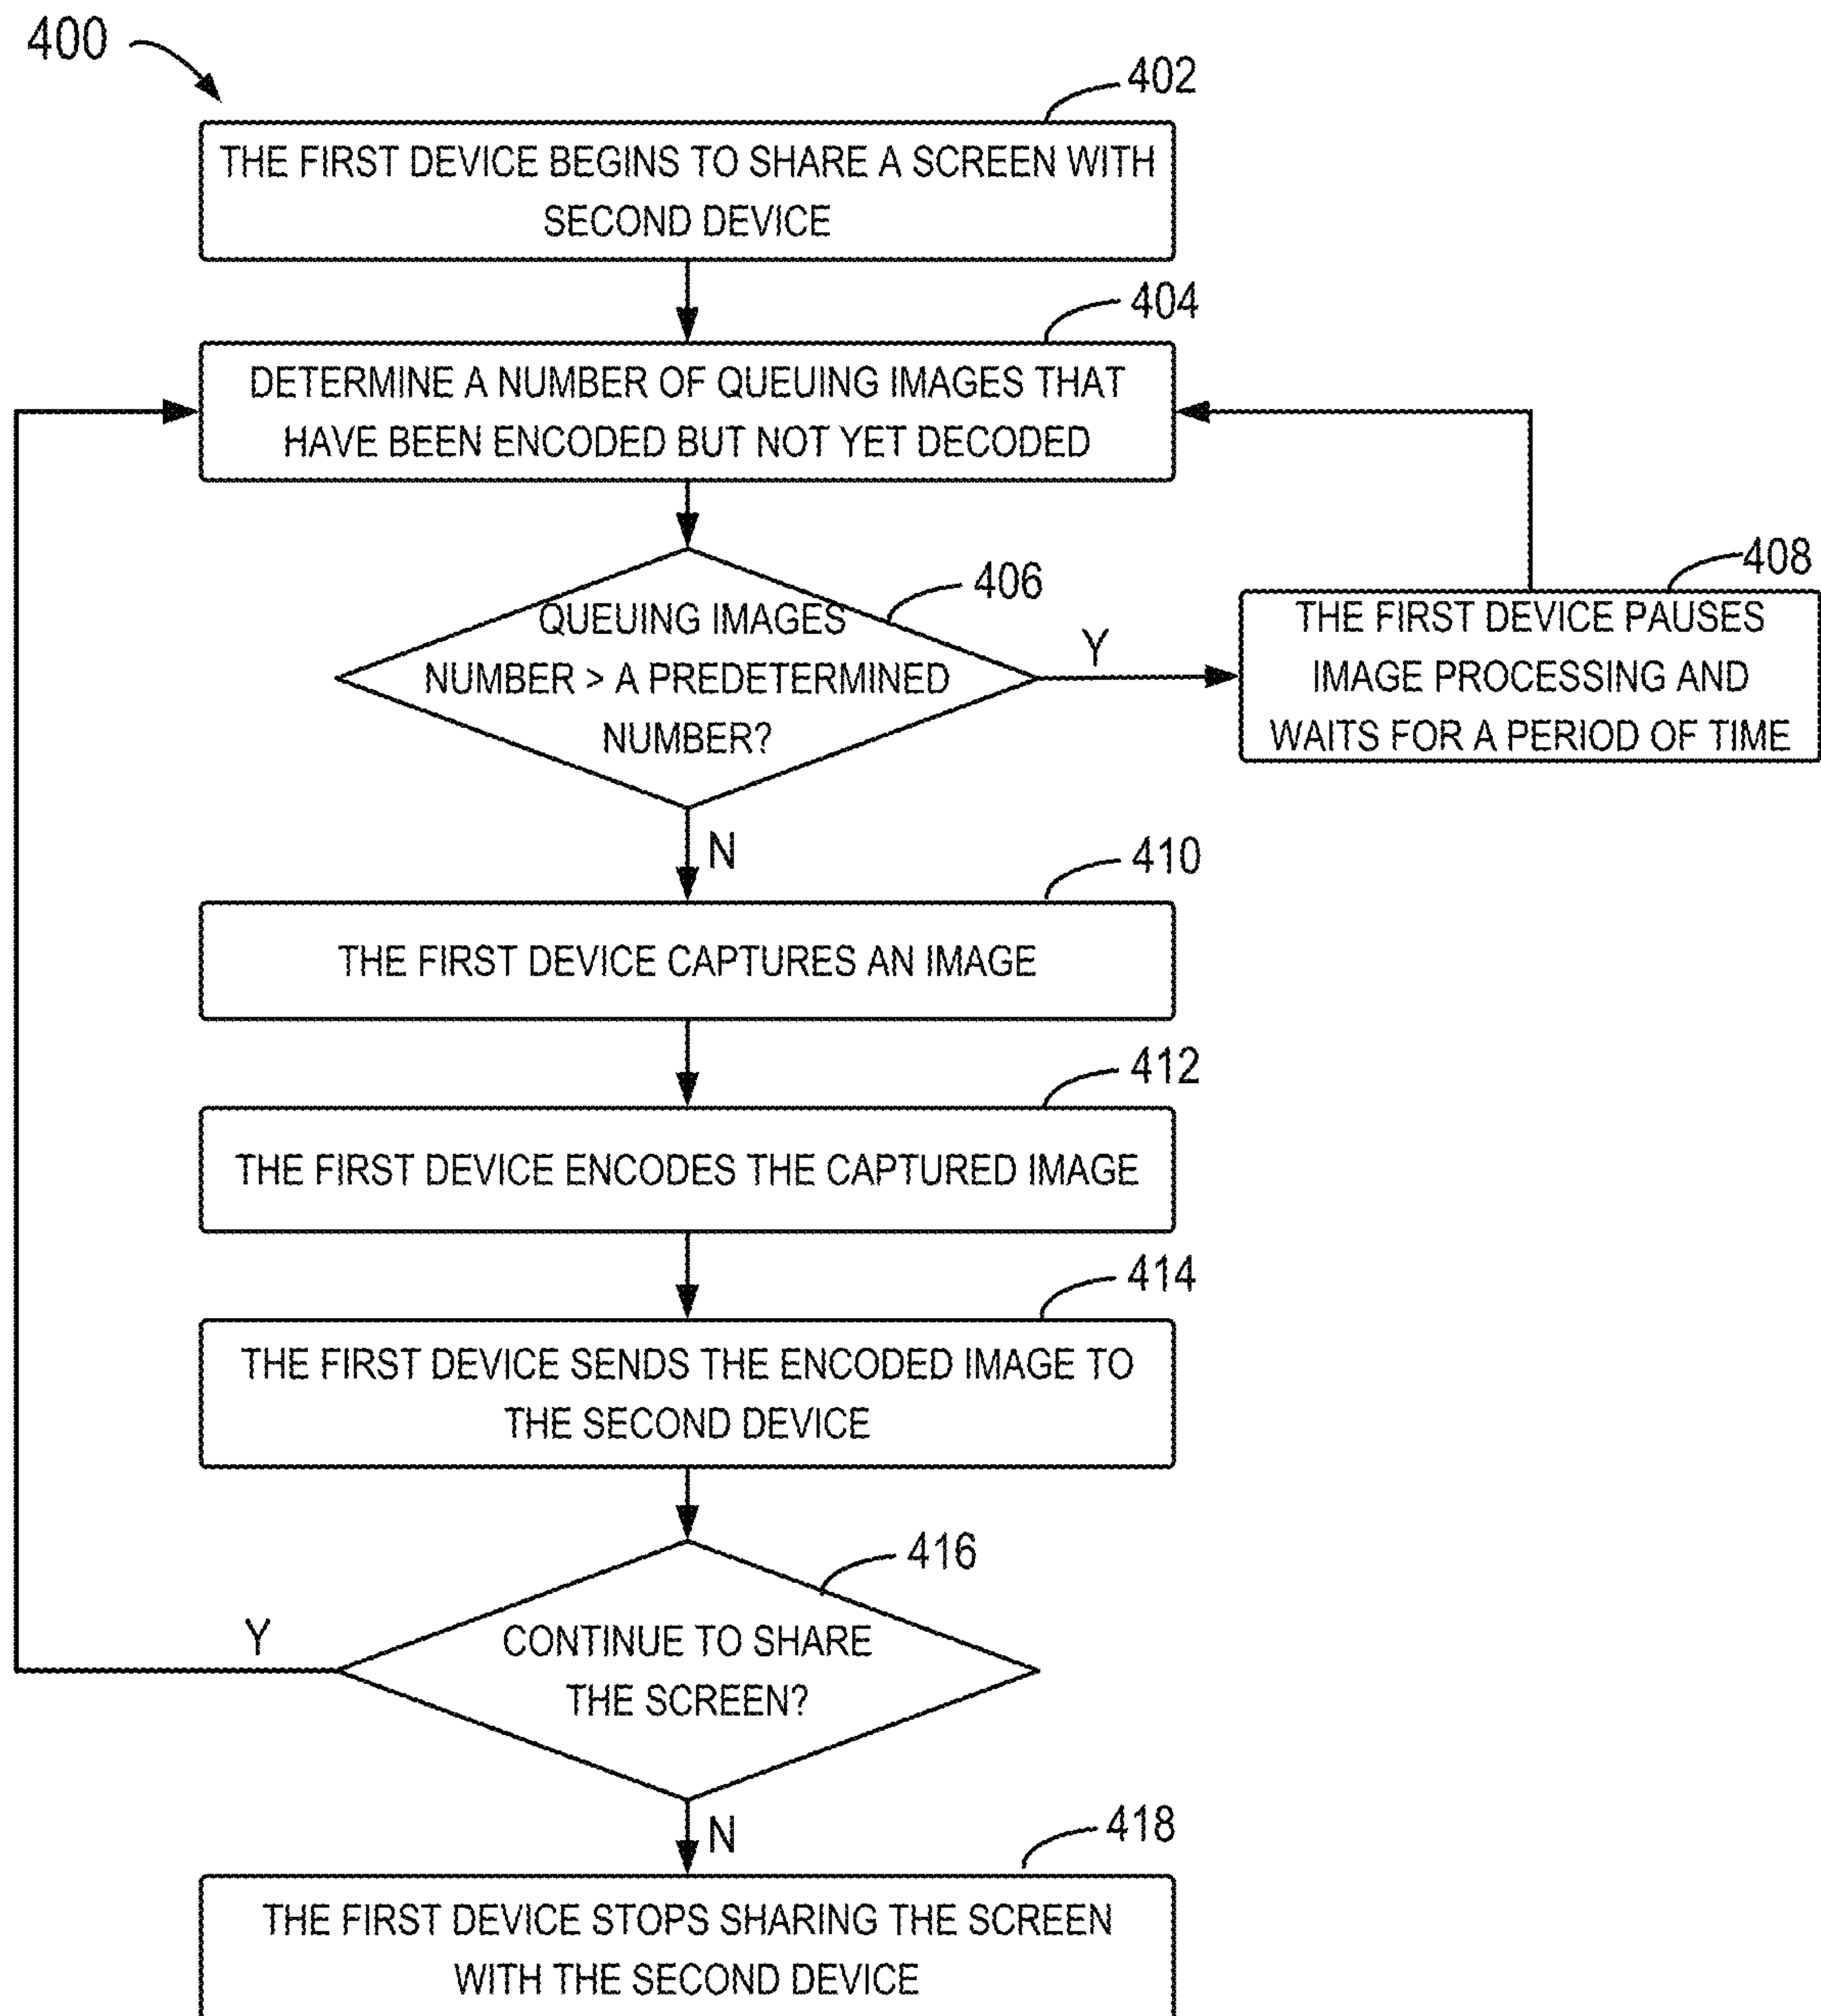 400
402
THE FIRST DEVICE BEGINS TO SHARE A SCREEN WITH
SECOND DEVICE
404
DETERMINE A NUMBER OF QUEUING IMAGES THAT
HAVE BEEN ENCODED BUT NOT YET DECODED
406
QUEUING IMAGES
NUMBER > A PREDETERMINED
NUMBER?
Y
408
THE FIRST DEVICE PAUSES
IMAGE PROCESSING AND
WAITS FOR A PERIOD OF TIME
N
410
THE FIRST DEVICE CAPTURES AN IMAGE
412
THE FIRST DEVICE ENCODES THE CAPTURED IMAGE
414
THE FIRST DEVICE SENDS THE ENCODED IMAGE TO
THE SECOND DEVICE
416
CONTINUE TO SHARE
THE SCREEN?
Y
N
418
THE FIRST DEVICE STOPS SHARING THE SCREEN
WITH THE SECOND DEVICE